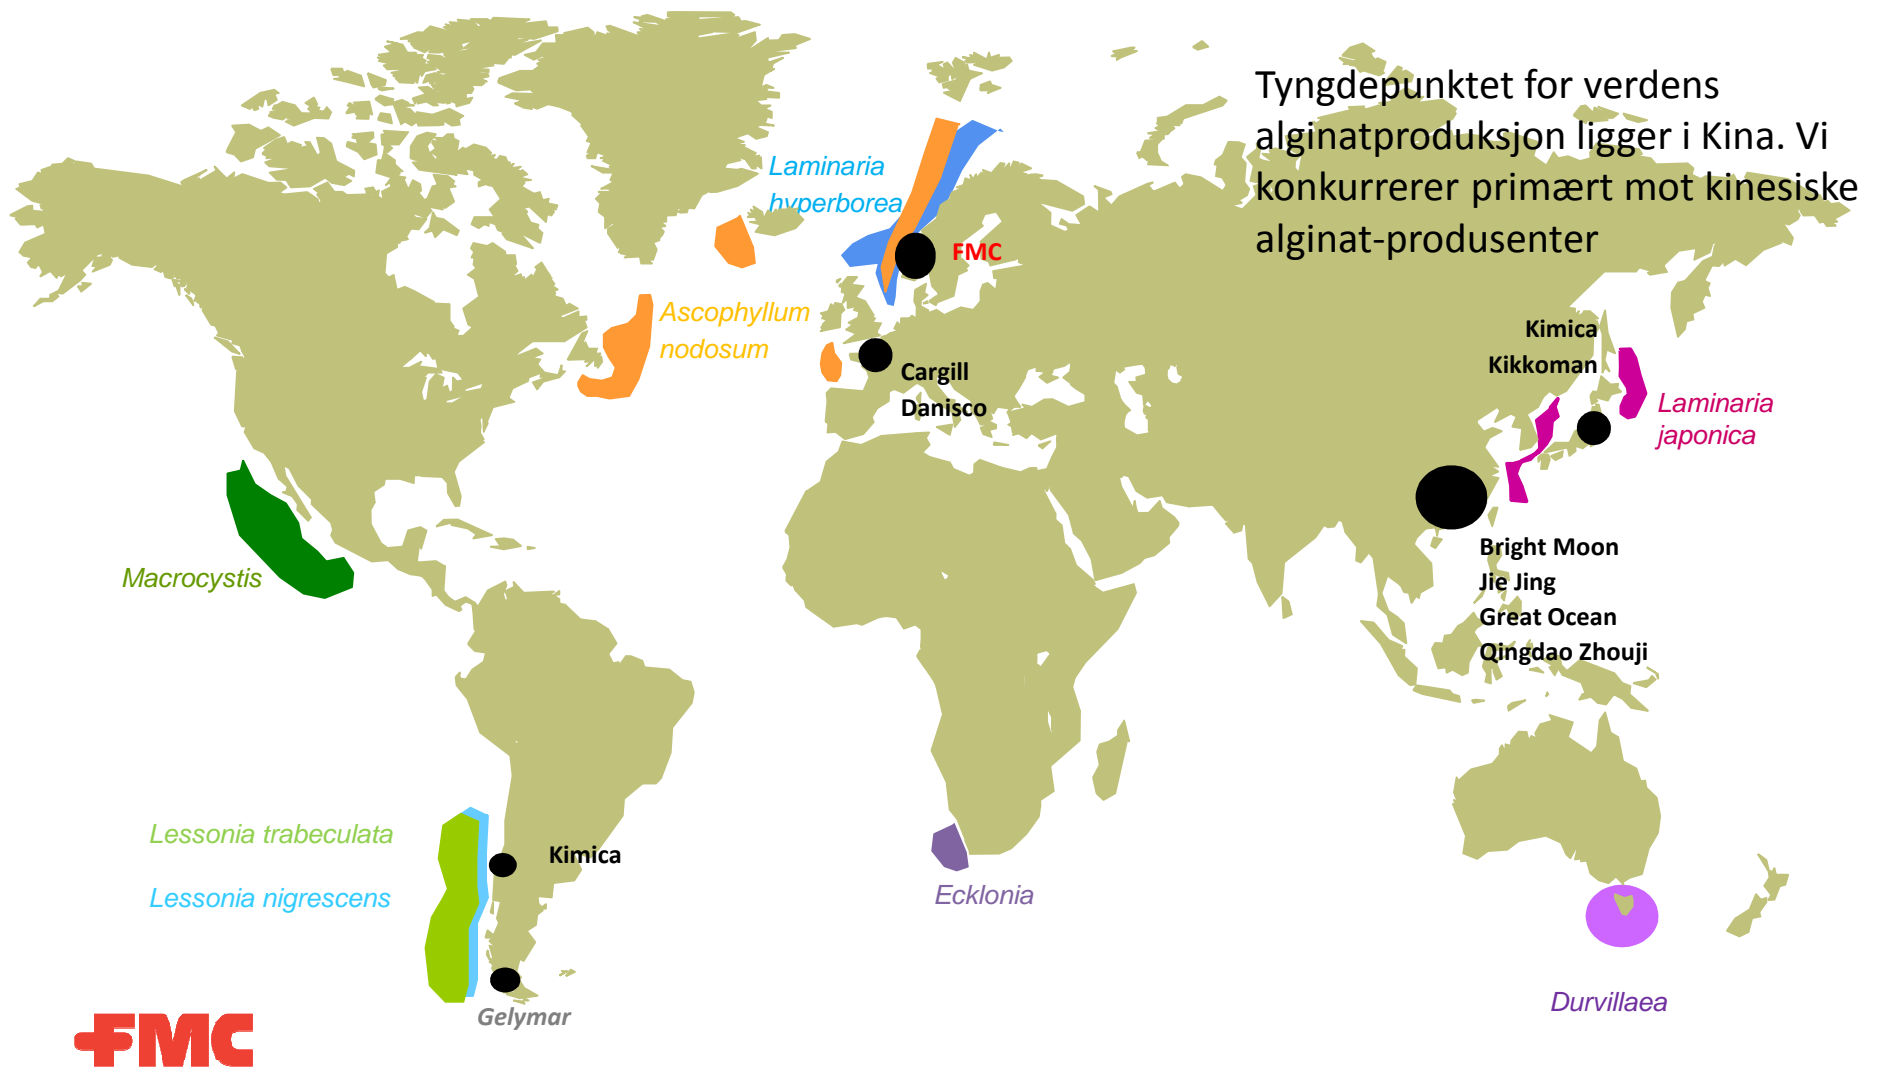 Tyngdepunktet for verdens
alginatproduksjon ligger i Kina. Vi
konkurrerer primært mot kinesiske
alginat-produsenter
Laminaria
hyperborea
FMC
Ascophyllum
nodosum
Cargill
Danisco
Kimica
Kikkoman
Laminaria
japonica
Bright Moon
Jie Jing
Great Ocean
Qingdao Zhouji
Macrocystis
Lessonia trabeculata
Lessonia nigrescens
Kimica
Gelymar
Ecklonia
Durvillaea
FMC